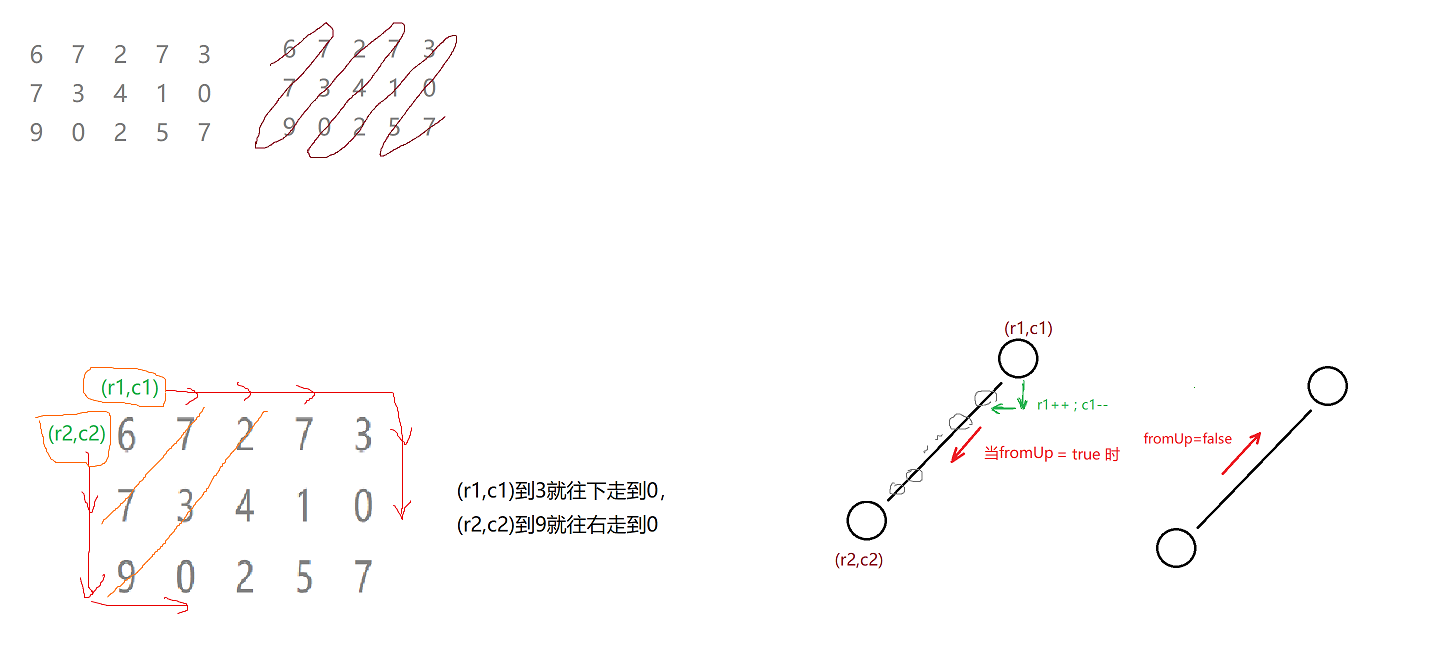 6 7 2 7 3
7 3 4 1 0
9 0 2 5 7
6 7 2 7 3
7 3 4 1 0
9 0 2 5 7
(r1,c1)
(r2,c2)
6 7 2 7 3
7 3 4 1 0
9 0 2 5 7
(r1,c1)到3就往下走到0，
(r2,c2)到9就往右走到0
(r1,c1)
r1++ ; c1--
当fromUp = true 时
(r2,c2)
fromUp=false